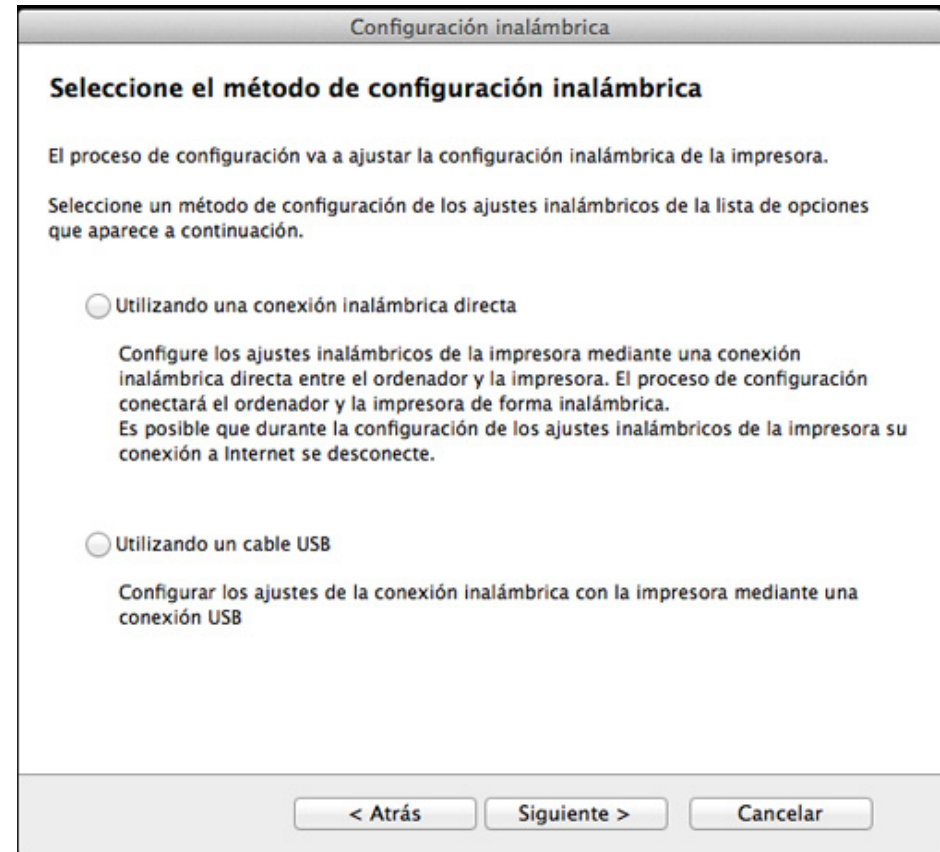 Configuración inalámbrica
Seleccione el método de configuración inalámbrica
El proceso de configuración va a ajustar la configuración inalámbrica de la impresora.
Seleccione un método de configuración de los ajustes inalámbricos de la lista de opciones
que aparece a continuación.
Utilizando una conexión inalámbrica directa
Configure los ajustes inalámbricos de la impresora mediante una conexión
inalámbrica directa entre el ordenador y la impresora. El proceso de configuración
conectará el ordenador y la impresora de forma inalámbrica.
Es posible que durante la configuración de los ajustes inalámbricos de la impresora su
conexión a Internet se desconecte.
Utilizando un cable USB
Configurar los ajustes de la conexión inalámbrica con la impresora mediante una
conexión USB
< Atrás
Siguiente >
Cancelar